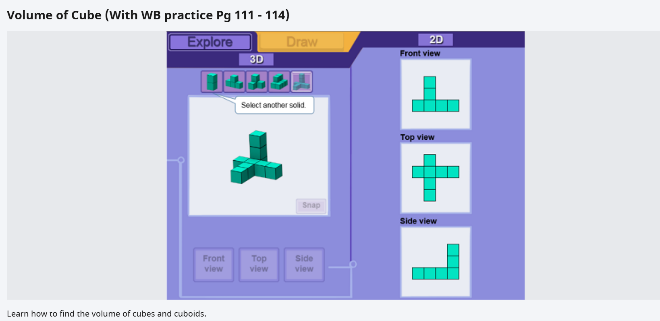 Volume of Cube (With WB practice Pg 111 - 114)
Explore
Draw
2D
3D
Front view
Select another solid.
Top view
Snap
Side view
Front view
Top view
Side view
Learn how to find the volume of cubes and cuboids.